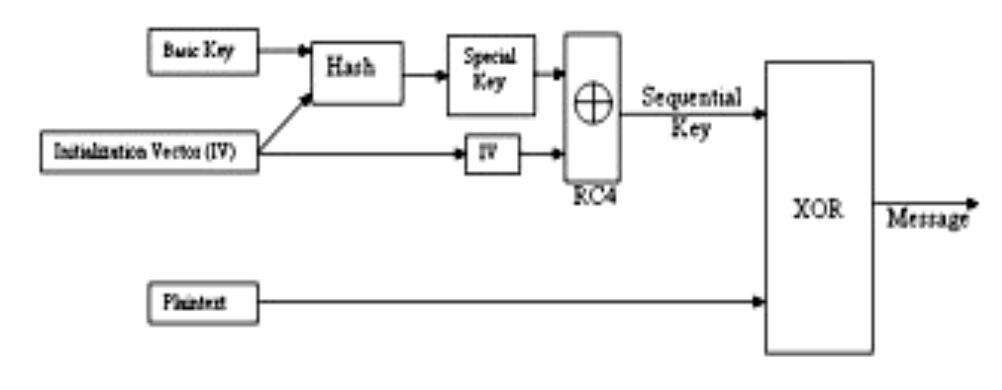 Basic Key
Hash
Special
Key
Initialization Vector (IV)
IV
RC4
Sequential
Key
Plaintext
XOR
Message